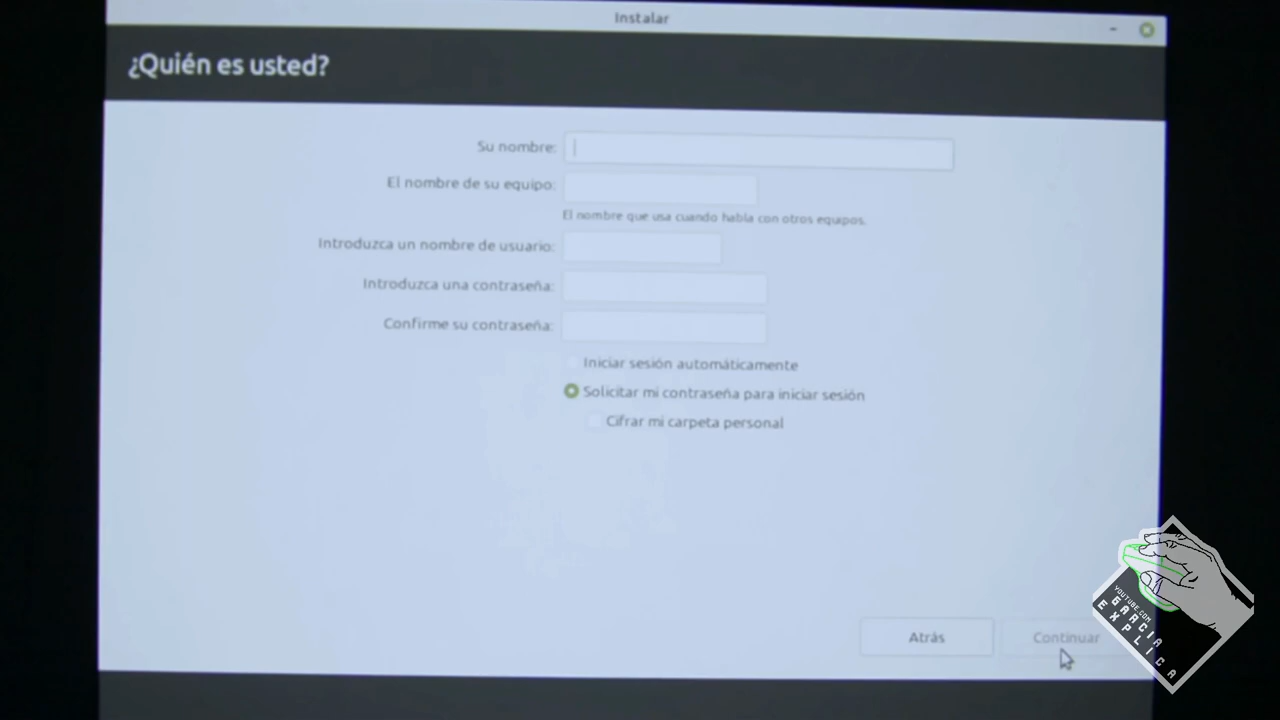 Instalar
¿Quién es usted?
Su nombre:
El nombre de su equipo:
El nombre que usa cuando habla con otros equipos.
Introduzca un nombre de usuario:
Introduzca una contraseña:
Confirme su contraseña:
Iniciar sesión automáticamente
Solicitar mi contraseña para iniciar sesión
Cifrar mi carpeta personal
Atrás
Continuar
YOUTUBE.COM
GARCIA
EXPLICA